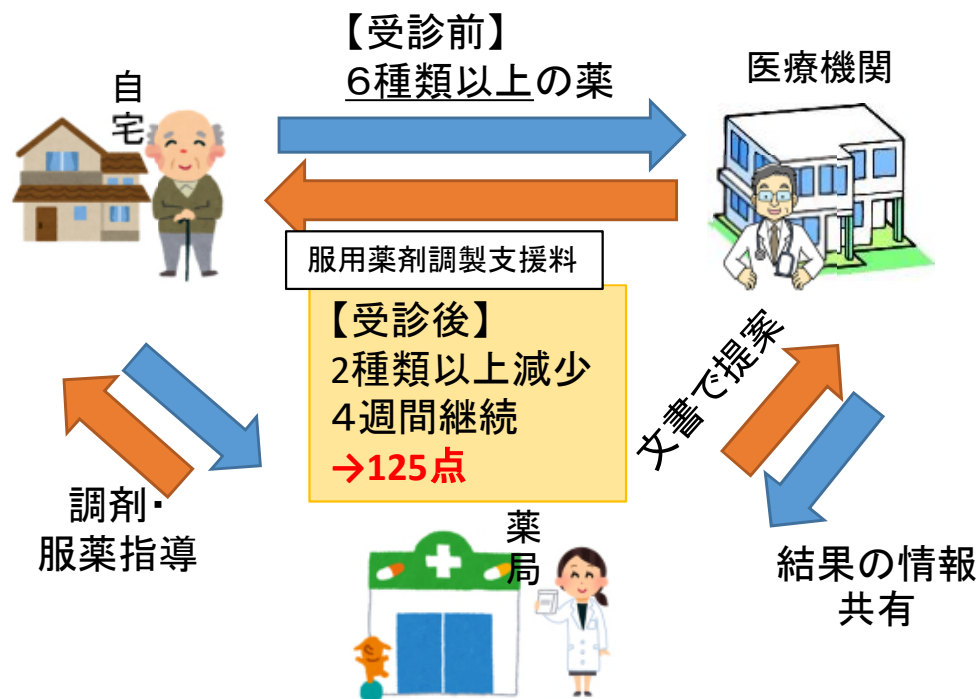 【受診前】
6種類以上の薬
医療機関
自
宅
服用薬剤調製支援料
【受診後】
2種類以上減少
4週間継続
→125点
文書で提案
調剤・
服薬指導
薬
局
結果の情報
共有